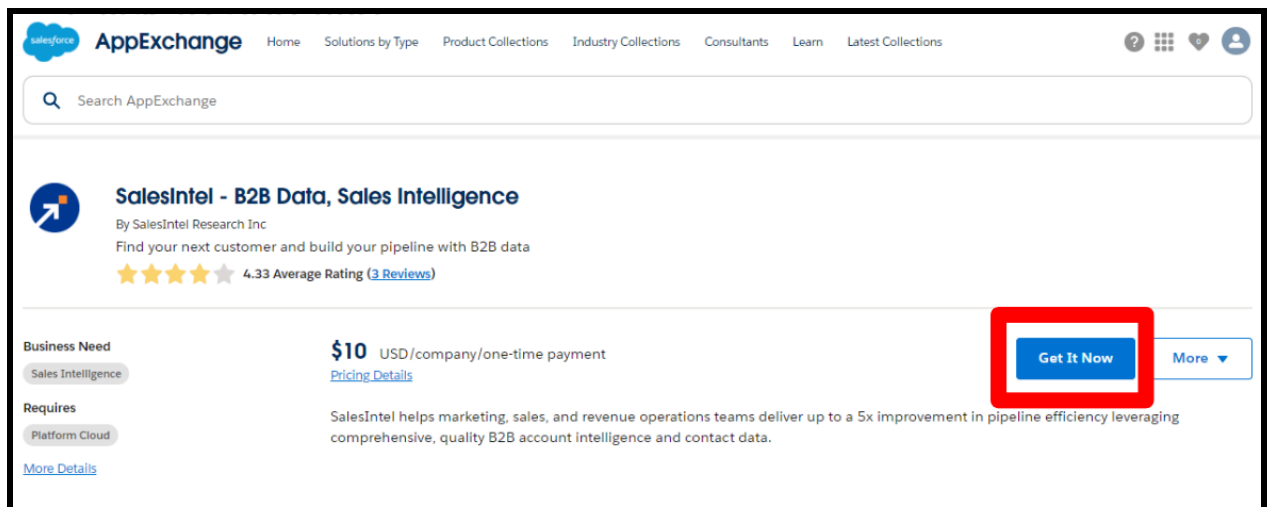 salesforce AppExchange Home Solutions by Type Product Collections Industry Collections Consultants Learn Latest Collections ? 0
Search AppExchange
SalesIntel - B2B Data, Sales Intelligence
By SalesIntel Research Inc
Find your next customer and build your pipeline with B2B data
4.33 Average Rating (3 Reviews)
Business Need
Sales Intelligence
Requires
Platform Cloud
More Details
$10 USD/company/one-time payment
Pricing Details
Get It Now
More
SalesIntel helps marketing, sales, and revenue operations teams deliver up to a 5x improvement in pipeline efficiency leveraging
comprehensive, quality B2B account intelligence and contact data.